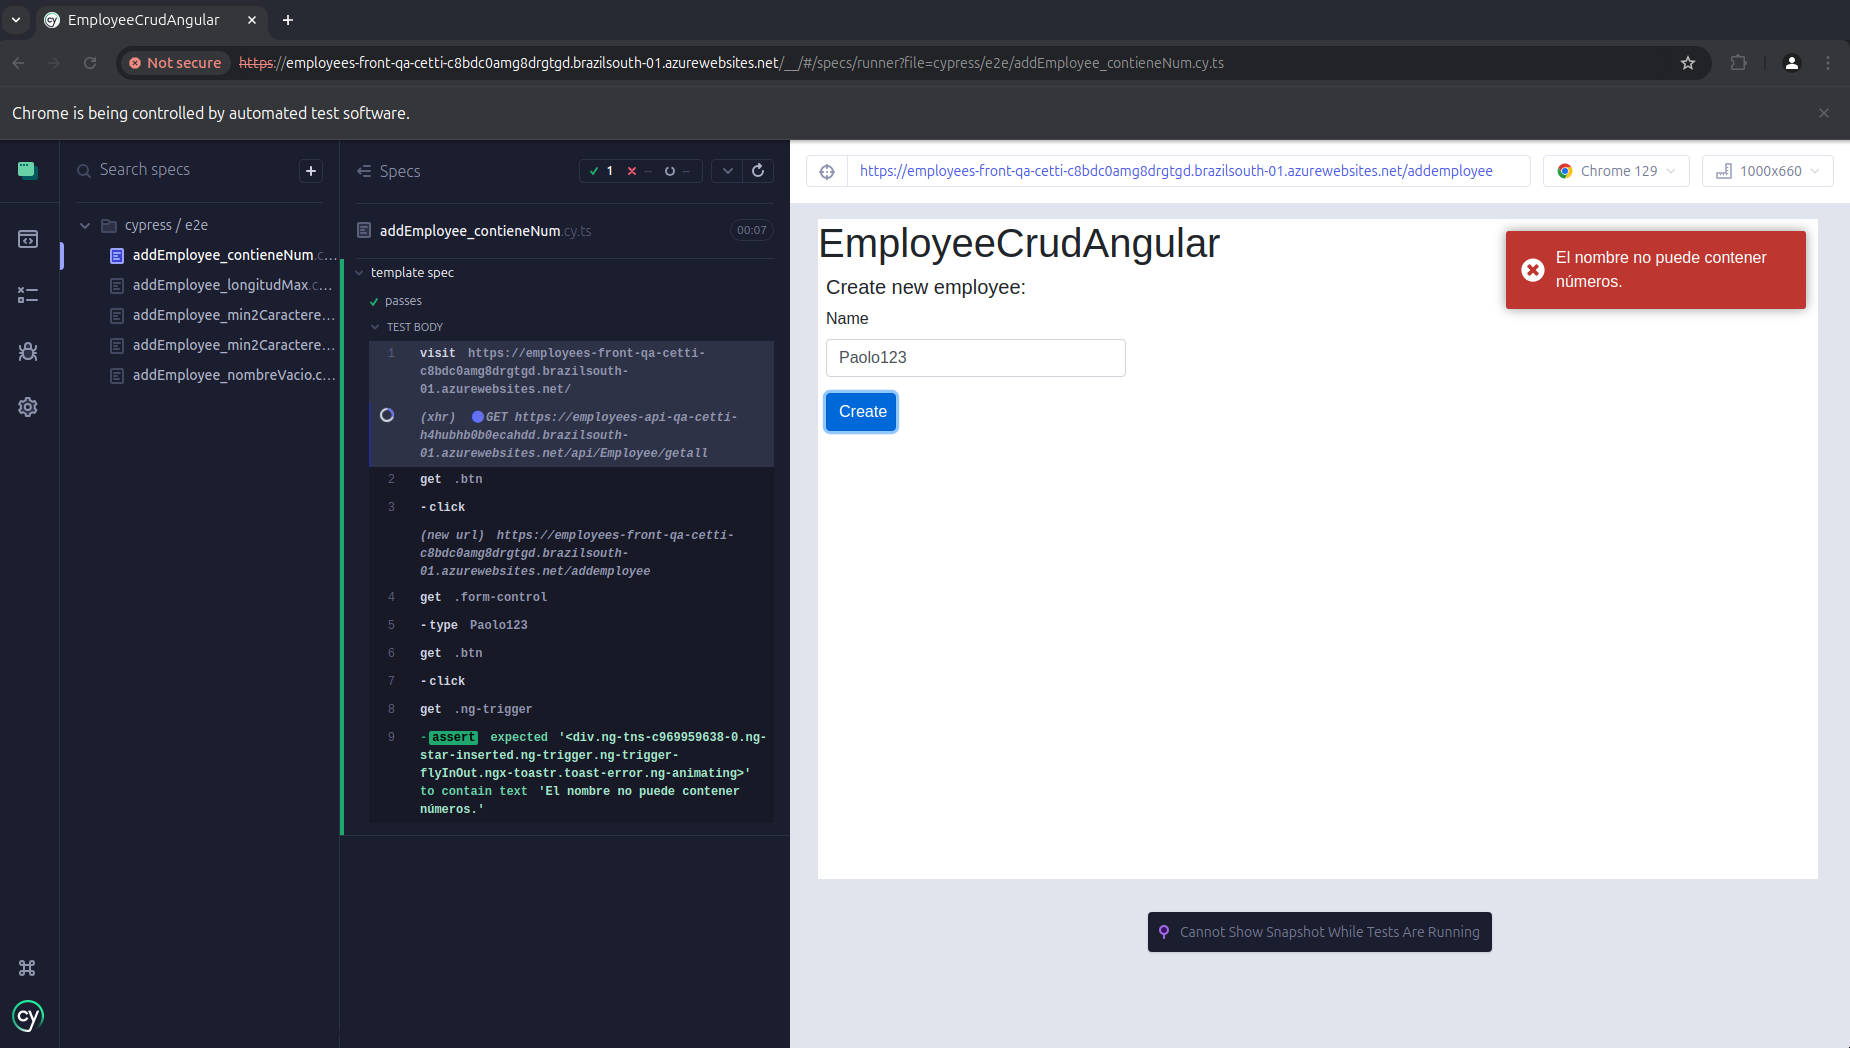 EmployeeCrudAngular
Not secure
https://employees-front-qa-cetti-c8bdc0amg8drgtgd.brazilsouth-01.azurewebsites.net/__/#/specs/runner?file=cypress/e2e/addEmployee_contieneNum.cy.ts
Chrome is being controlled by automated test software.
Search specs
+
cypress / e2e
addEmployee_contieneNum.c...
addEmployee_longitudMax.c...
addEmployee_min2Caractere...
addEmployee_min2Caractere...
addEmployee_nombreVacio.c...
cy
Specs
1 -- --
addEmployee_contieneNum.cy.ts
00:07
template spec
passes
TEST BODY
1 visit https://employees-front-qa-cetti-
c8bdc0amg8drgtgd.brazilsouth-
01.azurewebsites.net/
(xhr) GET https://employees-api-qa-cetti-
h4hubhb0b0ecahdd.brazilsouth-
01.azurewebsites.net/api/Employee/getall
2 get .btn
3 -click
(new url) https://employees-front-qa-cetti-
c8bdc0amg8drgtgd.brazilsouth-
01.azurewebsites.net/addemployee
4 get .form-control
5 -type Paolo123
6 get .btn
7 -click
8 get .ng-trigger
9 -assert expected '<div.ng-tns-c969959638-0.ng-
star-inserted.ng-trigger.ng-trigger-
flyInOut.ngx-toastr.toast-error.ng-animating>'
to contain text 'El nombre no puede contener
números.'
https://employees-front-qa-cetti-c8bdc0amg8drgtgd.brazilsouth-01.azurewebsites.net/addemployee
Chrome 129
1000x660
EmployeeCrudAngular
El nombre no puede contener
números.
Create new employee:
Name
Paolo123
Create
Cannot Show Snapshot While Tests Are Running